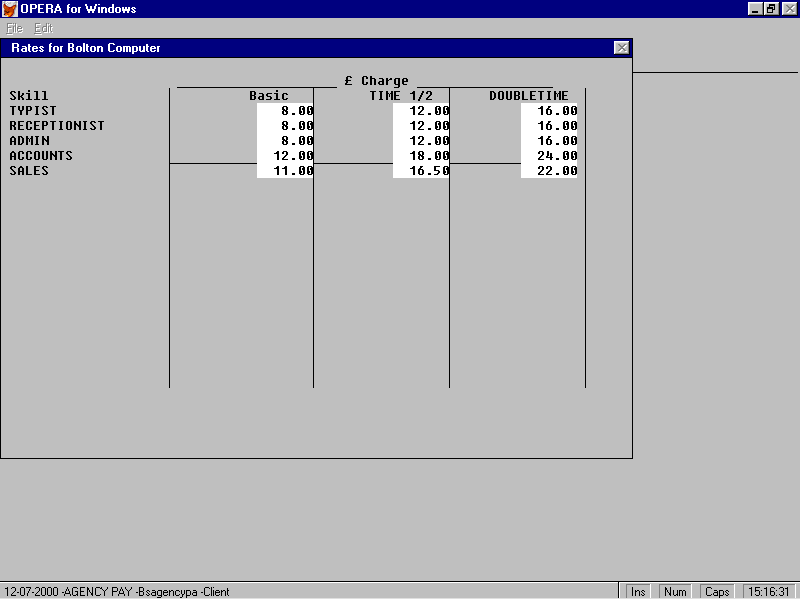 OPERA for Windows
File Edit
Rates for Bolton Computer
£ Charge
Skill Basic TIME 1/2 DOUBLETIME
TYPIST 8.00 12.00 16.00
RECEPTIONIST 8.00 12.00 16.00
ADMIN 8.00 12.00 16.00
ACCOUNTS 12.00 18.00 24.00
SALES 11.00 16.50 22.00
12-07-2000 -AGENCY PAY -Bsagencypa -Client Ins Num Caps 15:16:31